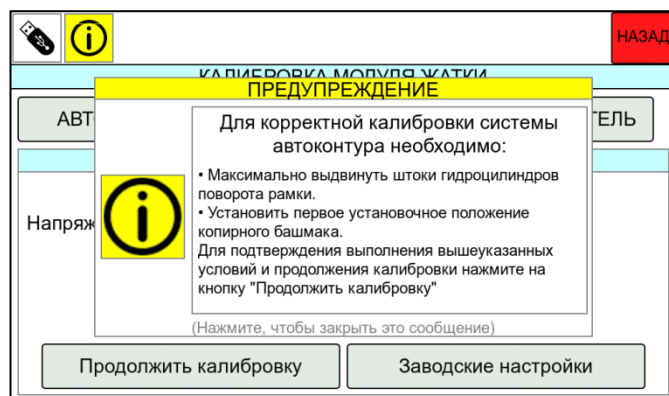 НАЗАД
КАЛИБРОВКА МОДУЛЯ ЖАТКИ
ПРЕДУПРЕЖДЕНИЕ
АВТ
ТЕЛЬ
Для корректной калибровки системы
автоконтура необходимо:
• Максимально выдвинуть штоки гидроцилиндров
поворота рамки.
• Установить первое установочное положение
копирного башмака.
Для подтверждения выполнения вышеуказанных
условий и продолжения калибровки нажмите на
кнопку "Продолжить калибровку"
Напряж
(Нажмите, чтобы закрыть это сообщение)
Продолжить калибровку
Заводские настройки